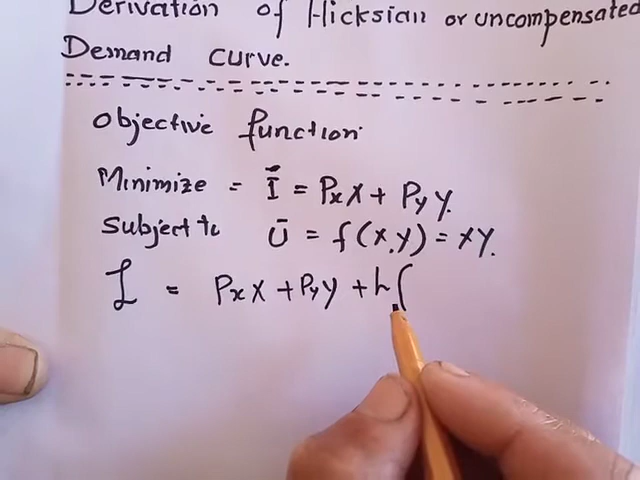 Derivation of Hicksian or uncompensated
Demand curve.
Objective function
Minimize = Ī = PxX + PyY.
Subject to Ū = f(X,Y) = XY.
L = PxX + PyY + h(